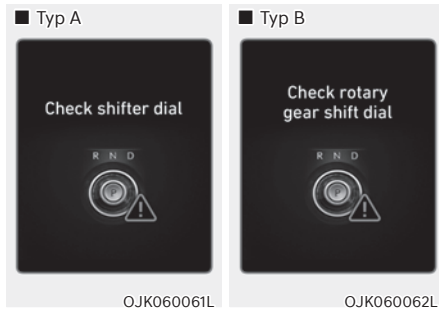 ■ Typ A
Check shifter dial
R N D
P
OJK060061L
■ Typ B
Check rotary
gear shift dial
R N D
P
OJK060062L